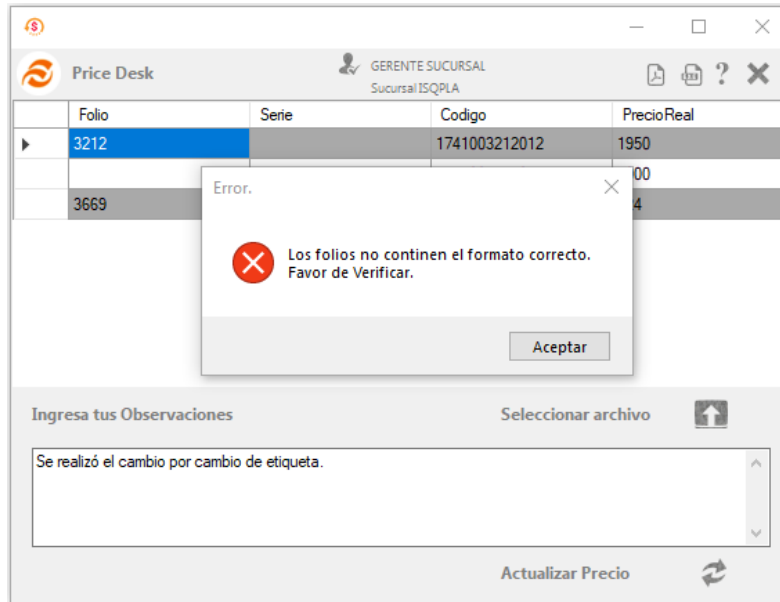 Price Desk
GERENTE SUCURSAL
Sucursal ISQPLA
?
Folio Serie Codigo PrecioReal
3212 1741003212012 1950
3669
Error.
Los folios no continen el formato correcto.
Favor de Verificar.
Aceptar
Ingresa tus Observaciones
Seleccionar archivo
Se realizó el cambio por cambio de etiqueta.
Actualizar Precio